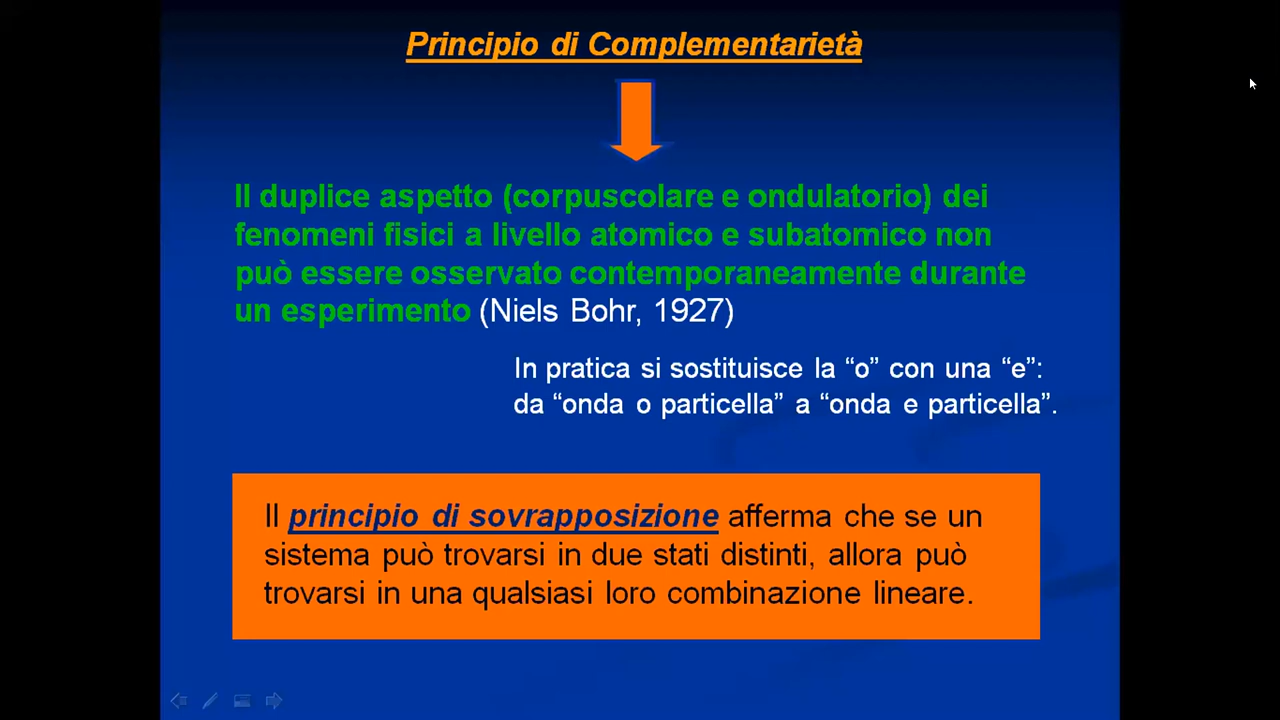 Principio di Complementarietà
Il duplice aspetto (corpuscolare e ondulatorio) dei
fenomeni fisici a livello atomico e subatomico non
può essere osservato contemporaneamente durante
un esperimento (Niels Bohr, 1927)
In pratica si sostituisce la “o” con una “e”:
da “onda o particella” a “onda e particella”.
Il principio di sovrapposizione afferma che se un
sistema può trovarsi in due stati distinti, allora può
trovarsi in una qualsiasi loro combinazione lineare.